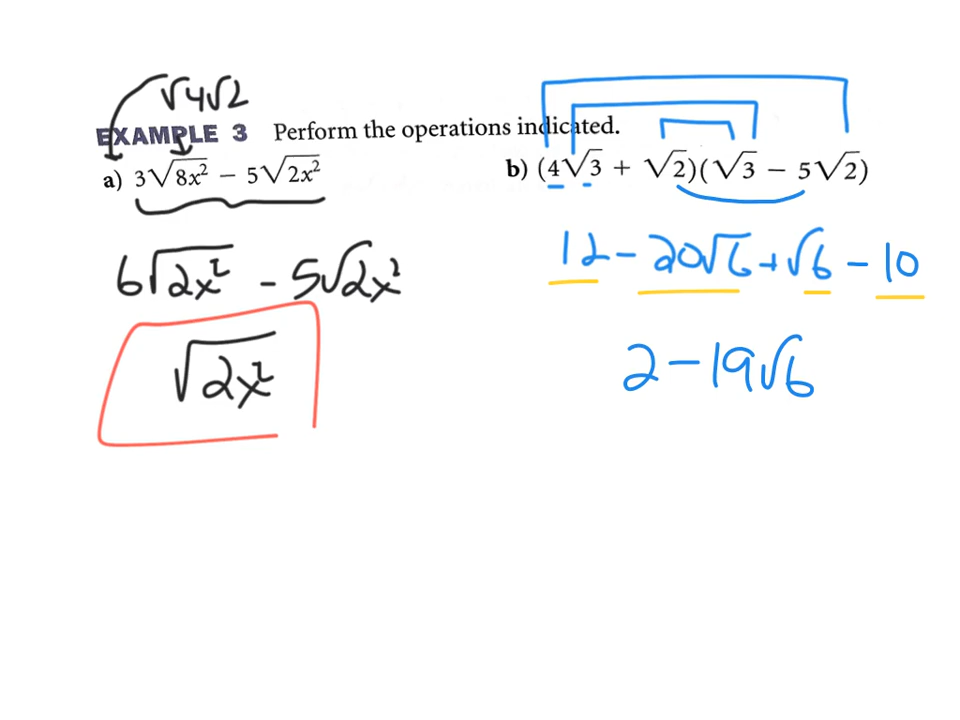 √4√2
EXAMPLE 3 Perform the operations indicated.
a) 3√8x² − 5√2x²
b) (4√3 + √2)(√3 − 5√2)
6√2x² - 5√2x²
12 - 20√6 + √6 - 10
√2x²
2 - 19√6